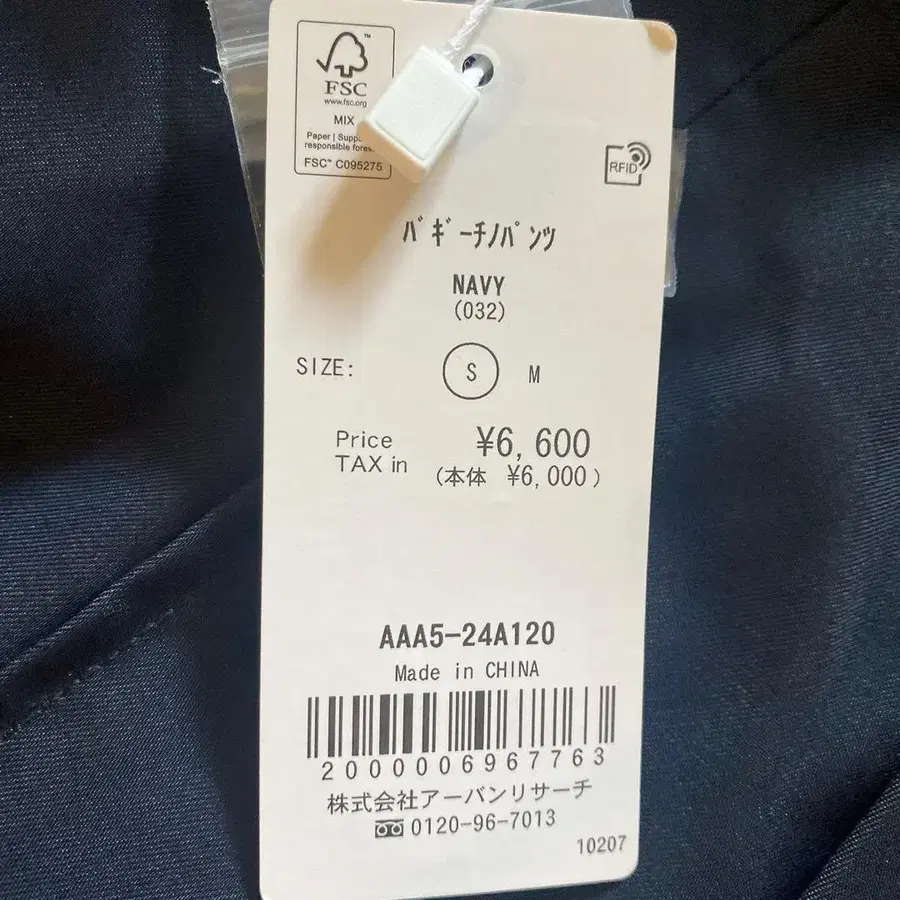 FSC
www.fsc.org
MIX
Paper |
responsible
FSC™ C095275
RFID
ﾊﾞｷﾞｰﾁﾉﾊﾟﾝﾂ
NAVY
(032)
SIZE: S M
Price ¥6,600
TAX in (本体 ¥6,000)
AAA5-24A120
Made in CHINA
2000006967763
株式会社アーバンリサーチ
0120-96-7013
10207